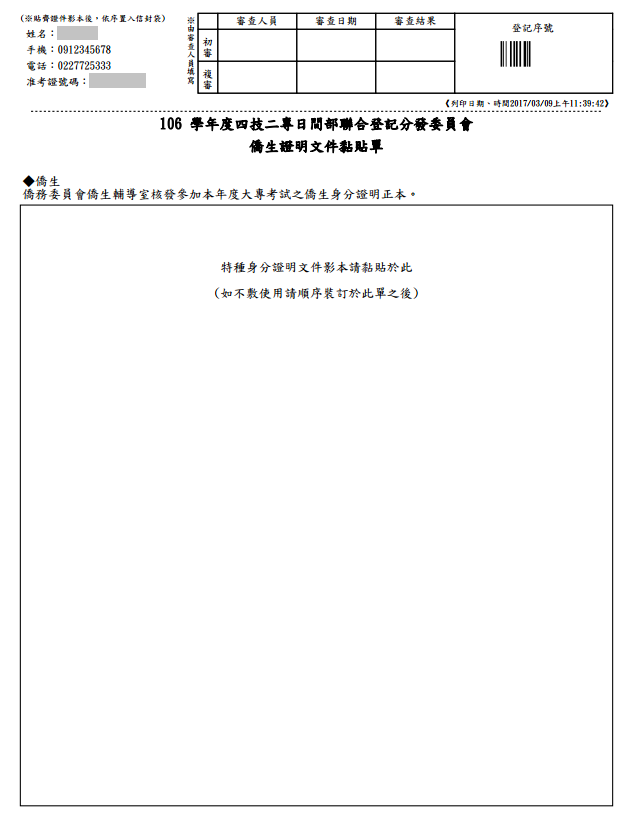 (※貼齊證件影本後，依序置入信封袋)
姓名：
手機：0912345678
電話：0227725333
准考證號碼：
※由審查人員填寫
審查人員 審查日期 審查結果
初審
複審
登記序號
《列印日期、時間2017/03/09上午11:39:42》
106 學年度四技二專日間部聯合登記分發委員會
僑生證明文件黏貼單
◆僑生
僑務委員會僑生輔導室核發參加本年度大專考試之僑生身分證明正本。
特種身分證明文件影本請黏貼於此
(如不敷使用請順序裝訂於此單之後)